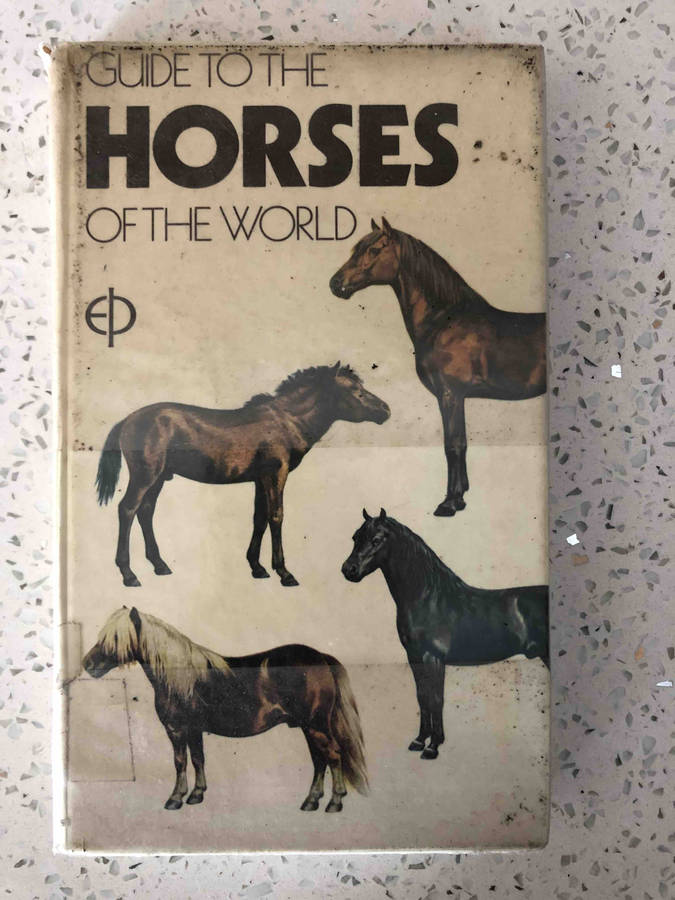 GUIDE TO THE
HORSES
OF THE WORLD
EP